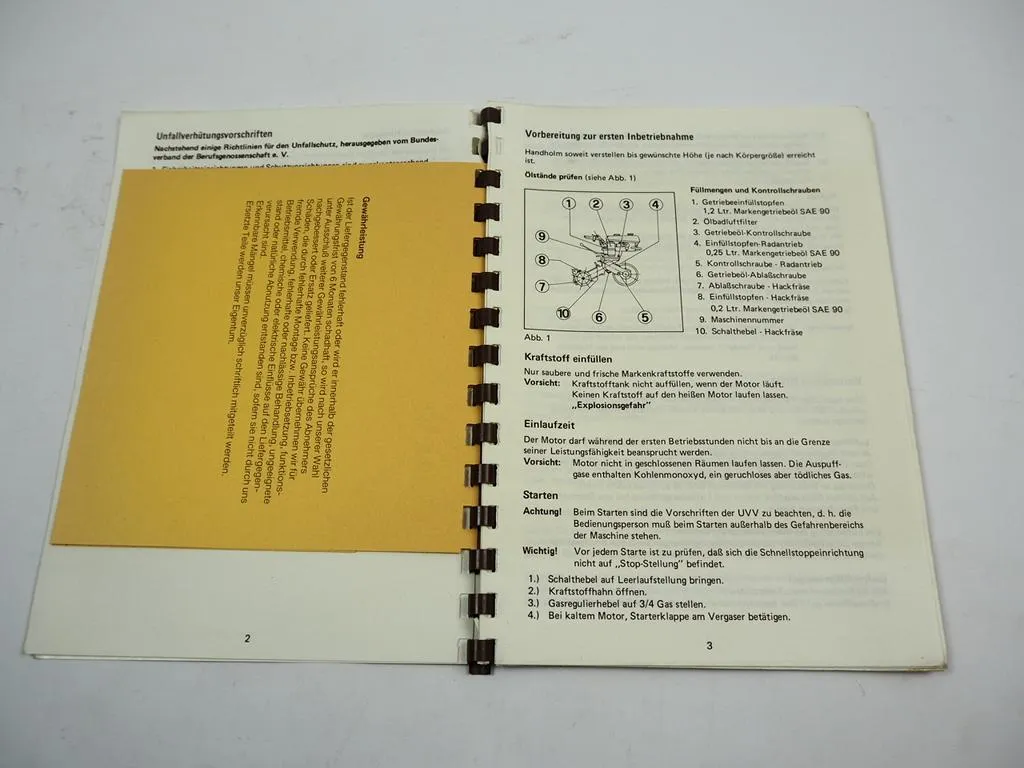 Unfallverhütungsvorschriften
Nachstehend einige Richtlinien für den Unfallschutz, herausgegeben vom Bundes-
verband der Berufsgenossenschaft e. V.
Gewährleistung
Ist der Liefergegenstand fehlerhaft oder wird er innerhalb der gesetzlichen
Gewährungsfrist von 6 Monaten schadhaft, so wird nach unserer Wahl
unter Ausschluß weiterer Gewährleistungsansprüche des Abnehmers
nachgebessert oder Ersatz geliefert. Keine Gewähr übernehmen wir für
Schäden, die durch fehlerhafte Montage bzw. Inbetriebsetzung, funktions-
fremde Verwendung, fehlerhafte oder nachlässige Behandlung, ungeeignete
Betriebsmittel, chemische oder elektrische Einflüsse auf den Liefergegen-
stand oder natürliche Abnutzung entstanden sind, sofern sie nicht durch uns
verursacht sind.
Erkennbare Mängel müssen unverzüglich schriftlich mitgeteilt werden.
Ersetzte Teile werden unser Eigentum.
2
Vorbereitung zur ersten Inbetriebnahme
Handholm soweit verstellen bis gewünschte Höhe (je nach Körpergröße) erreicht
ist.
Ölstände prüfen (siehe Abb. 1)
1 2 3 4
9
8
7
10 6 5
Abb. 1
Füllmengen und Kontrollschrauben
1. Getriebeeinfüllstopfen
1,2 Ltr. Markengetriebeöl SAE 90
2. Ölbadluftfilter
3. Getriebeöl-Kontrollschraube
4. Einfüllstopfen-Radantrieb
0,25 Ltr. Markengetriebeöl SAE 90
5. Kontrollschraube - Radantrieb
6. Getriebeöl-Ablaßschraube
7. Ablaßschraube - Hackfräse
8. Einfüllstopfen - Hackfräse
0,2 Ltr. Markengetriebeöl SAE 90
9. Maschinennummer
10. Schalthebel - Hackfräse
Kraftstoff einfüllen
Nur saubere und frische Markenkraftstoffe verwenden.
Vorsicht: Kraftstofftank nicht auffüllen, wenn der Motor läuft.
Keinen Kraftstoff auf den heißen Motor laufen lassen.
„Explosionsgefahr"
Einlaufzeit
Der Motor darf während der ersten Betriebsstunden nicht bis an die Grenze
seiner Leistungsfähigkeit beansprucht werden.
Vorsicht: Motor nicht in geschlossenen Räumen laufen lassen. Die Auspuff-
gase enthalten Kohlenmonoxyd, ein geruchloses aber tödliches Gas.
Starten
Achtung! Beim Starten sind die Vorschriften der UVV zu beachten, d. h. die
Bedienungsperson muß beim Starten außerhalb des Gefahrenbereichs
der Maschine stehen.
Wichtig! Vor jedem Starte ist zu prüfen, daß sich die Schnellstoppeinrichtung
nicht auf „Stop-Stellung" befindet.
1.) Schalthebel auf Leerlaufstellung bringen.
2.) Kraftstoffhahn öffnen.
3.) Gasregulierhebel auf 3/4 Gas stellen.
4.) Bei kaltem Motor, Starterklappe am Vergaser betätigen.
3